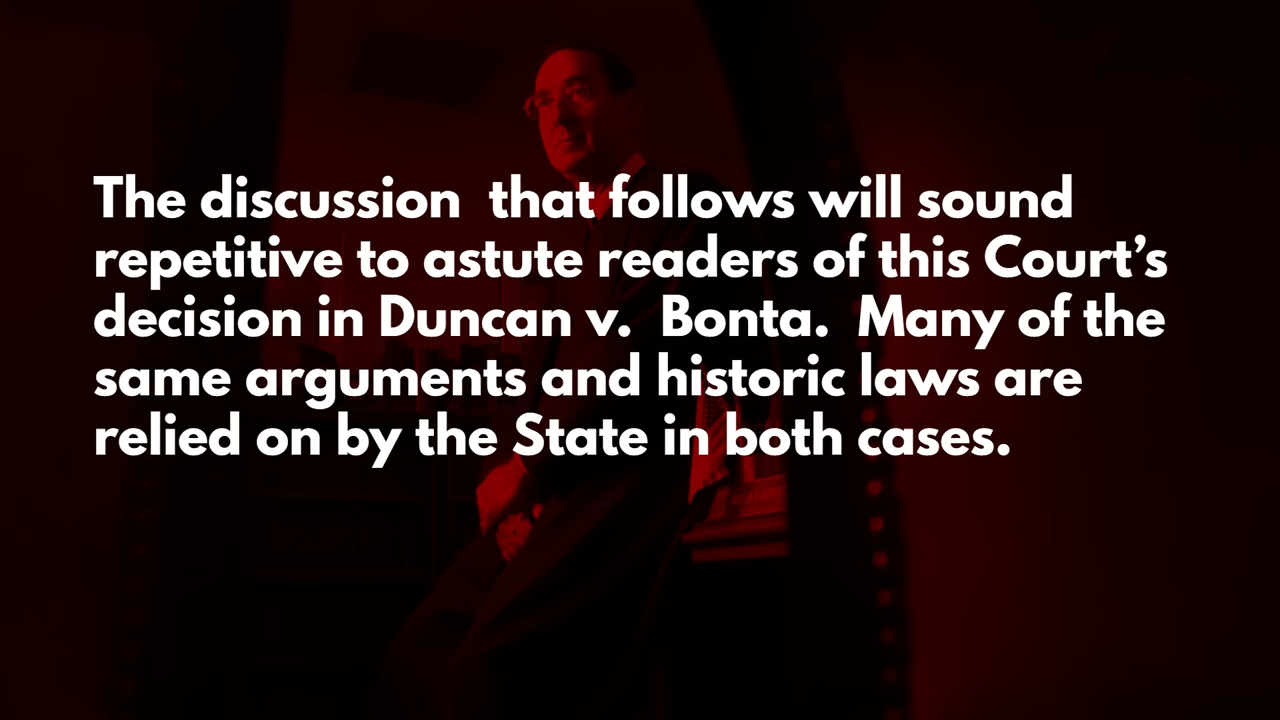 The discussion  that follows will sound
repetitive to astute readers of this Court’s
decision in Duncan v.  Bonta.  Many of the
same arguments and historic laws are
relied on by the State in both cases.